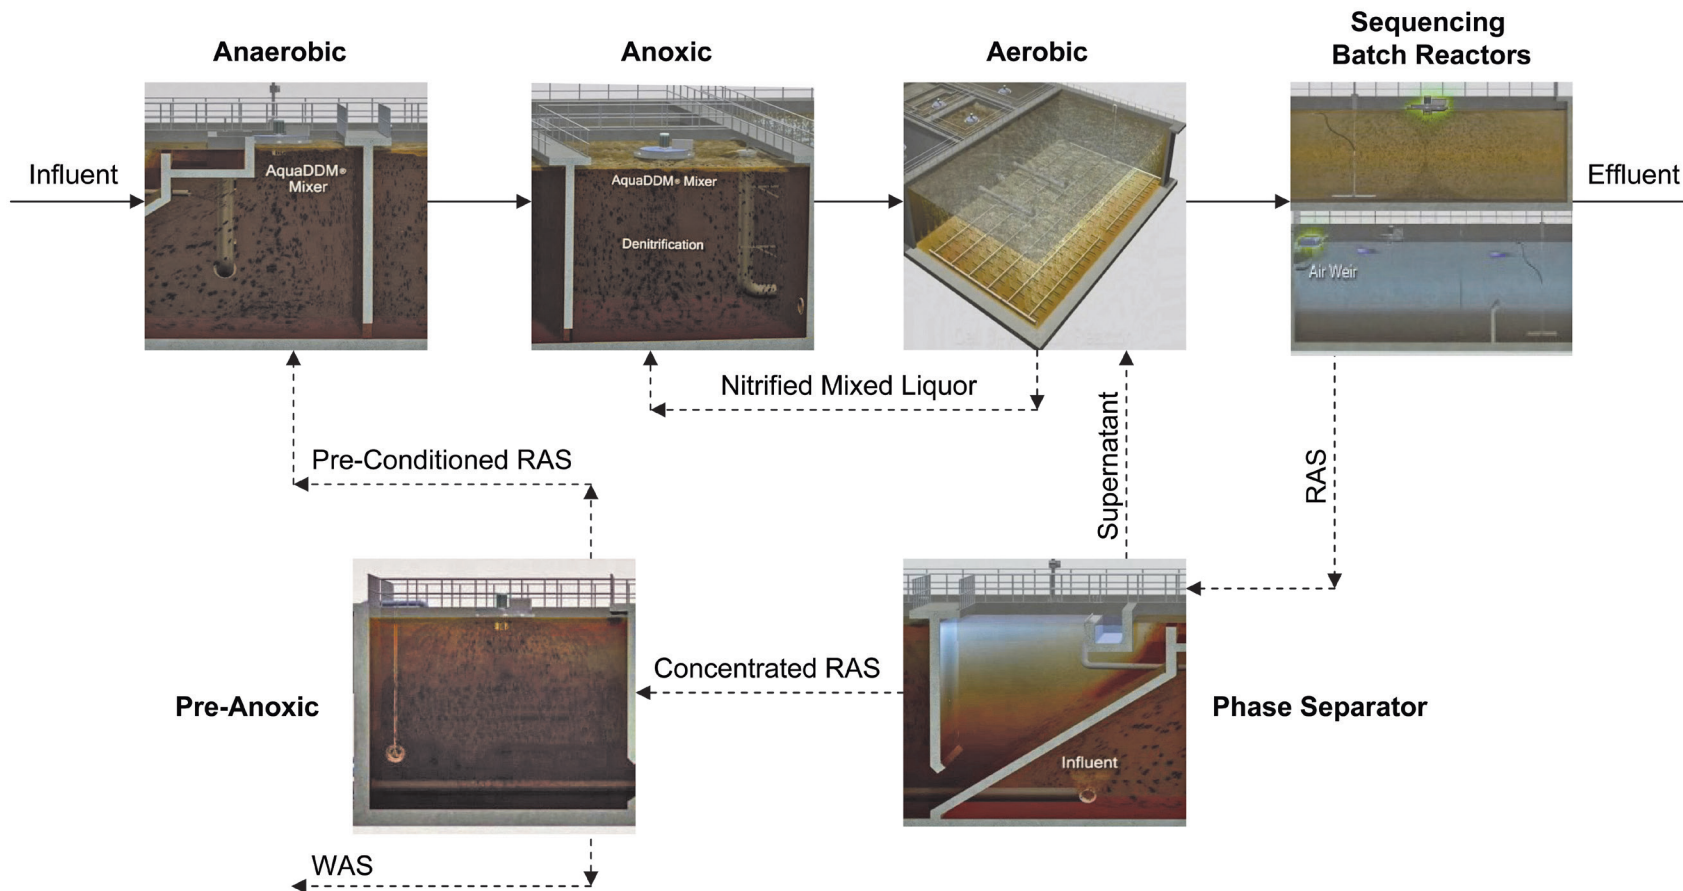 Sequencing
Batch Reactors
Anaerobic
Anoxic
Aerobic
Influent
AquaDDM®
Mixer
AquaDDM® Mixer
Denitrification
Air Weir
Effluent
Nitrified Mixed Liquor
Supernatant
RAS
Pre-Conditioned RAS
Concentrated RAS
Pre-Anoxic
Phase Separator
Influent
WAS